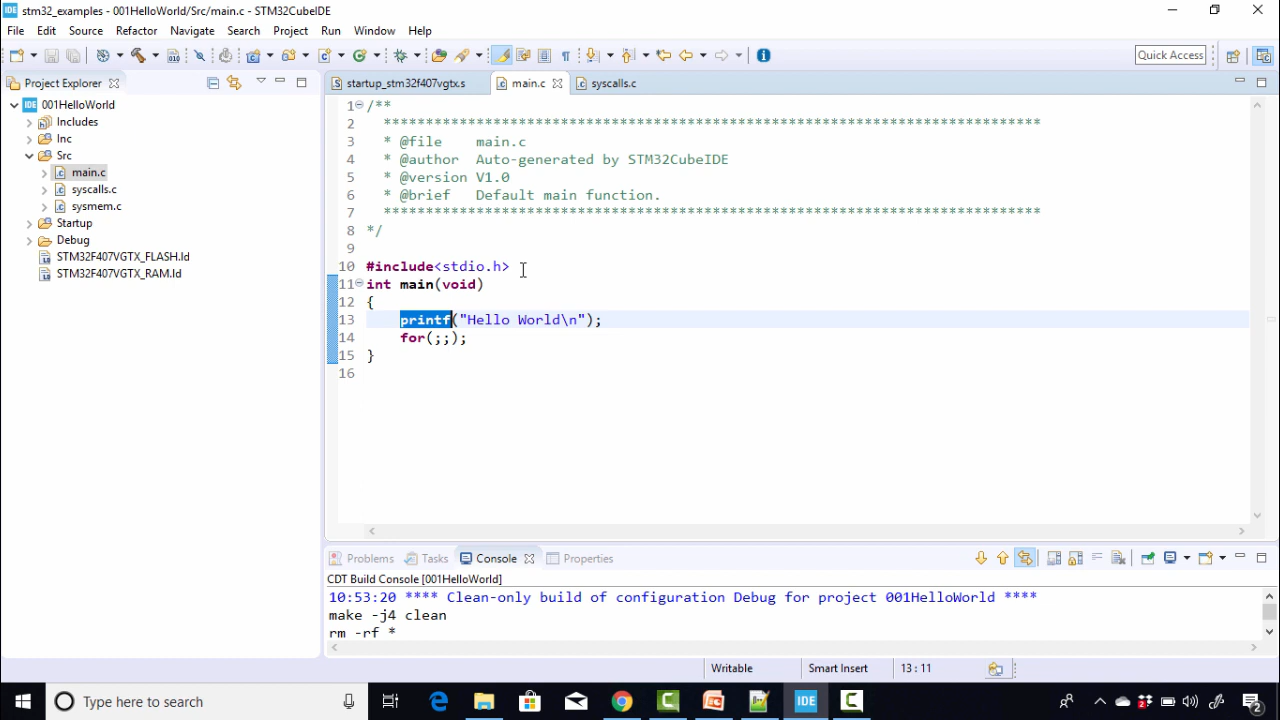 IDE stm32_examples - 001HelloWorld/Src/main.c - STM32CubeIDE
File Edit Source Refactor Navigate Search Project Run Window Help
Quick Access
Project Explorer
startup_stm32f407vgtx.s main.c syscalls.c
IDE 001HelloWorld
Includes
Inc
Src
main.c
syscalls.c
sysmem.c
Startup
Debug
STM32F407VGTX_FLASH.ld
STM32F407VGTX_RAM.ld
1 /**
2 ******************************************************************************
3 * @file main.c
4 * @author Auto-generated by STM32CubeIDE
5 * @version V1.0
6 * @brief Default main function.
7 ******************************************************************************
8 */
9
10 #include<stdio.h>
11 int main(void)
12 {
13 printf("Hello World\n");
14 for(;;);
15 }
16
Problems Tasks Console Properties
CDT Build Console [001HelloWorld]
10:53:20 **** Clean-only build of configuration Debug for project 001HelloWorld ****
make -j4 clean
rm -rf *
Writable Smart Insert 13 : 11
Type here to search
IDE
2